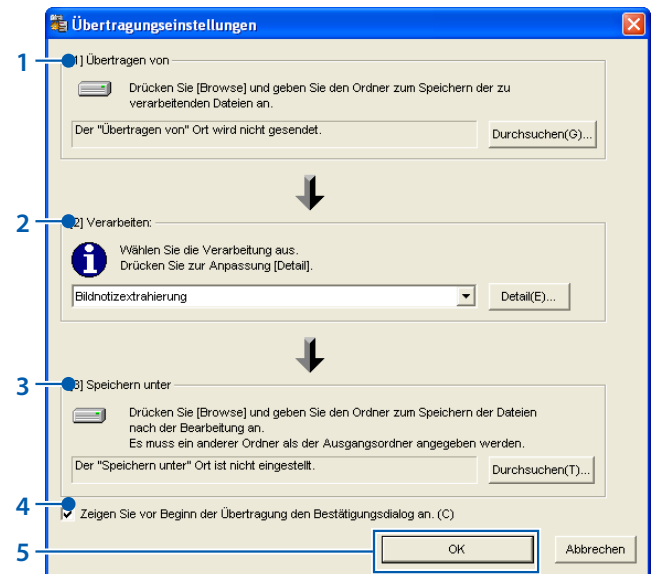 Übertragungseinstellungen
1
[1] Übertragen von
Drücken Sie [Browse] und geben Sie den Ordner zum Speichern der zu
verarbeitenden Dateien an.
Der "Übertragen von" Ort wird nicht gesendet.
Durchsuchen(G)...
2
[2] Verarbeiten:
Wählen Sie die Verarbeitung aus.
Drücken Sie zur Anpassung [Detail].
Bildnotizextrahierung
Detail(E)...
3
[3] Speichern unter
Drücken Sie [Browse] und geben Sie den Ordner zum Speichern der Dateien
nach der Bearbeitung an.
Es muss ein anderer Ordner als der Ausgangsordner angegeben werden.
Der "Speichern unter" Ort ist nicht eingestellt.
Durchsuchen(T)...
4
Zeigen Sie vor Beginn der Übertragung den Bestätigungsdialog an. (C)
5
OK
Abbrechen